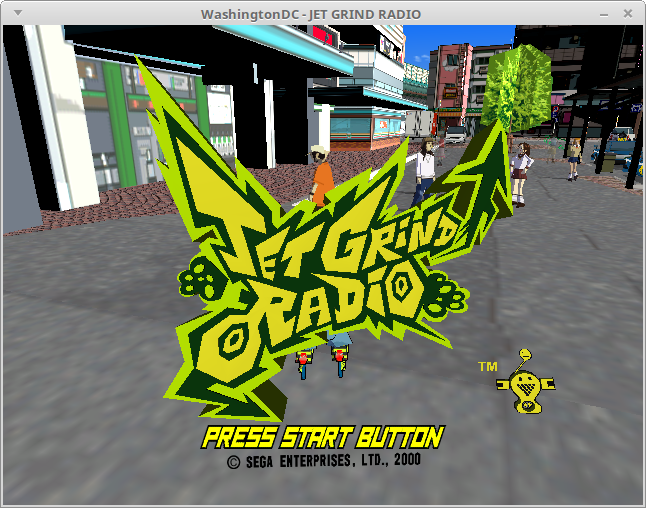 WashingtonDC - JET GRIND RADIO
JET GRIND
RADIO
TM
PRESS START BUTTON
© SEGA ENTERPRISES, LTD., 2000